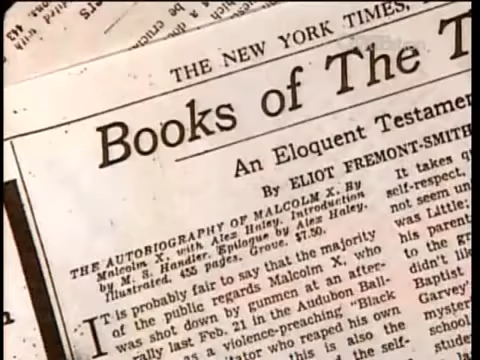 THE NEW YORK TIMES,
Books of The T
An Eloquent Testamen
By ELIOT FREMONT-SMITH
THE AUTOBIOGRAPHY OF MALCOLM X. By
Malcolm X, with Alex Haley. Introduction
by M. S. Handler. Epilogue by Alex Haley.
Illustrated. 455 pages. Grove. $7.50.
IT is probably fair to say that the majority
of the public regards Malcolm X, who
was shot down by gunmen at an after-
rally last Feb. 21 in the Audubon Ball-
as a violence-preaching "Black
who reaped his own
this is also the
the self-
It takes
self-respect,
not seem un
was Little;
his parent
to the gr
didn't lik
Baptist
Garvey'
myster
school
stud